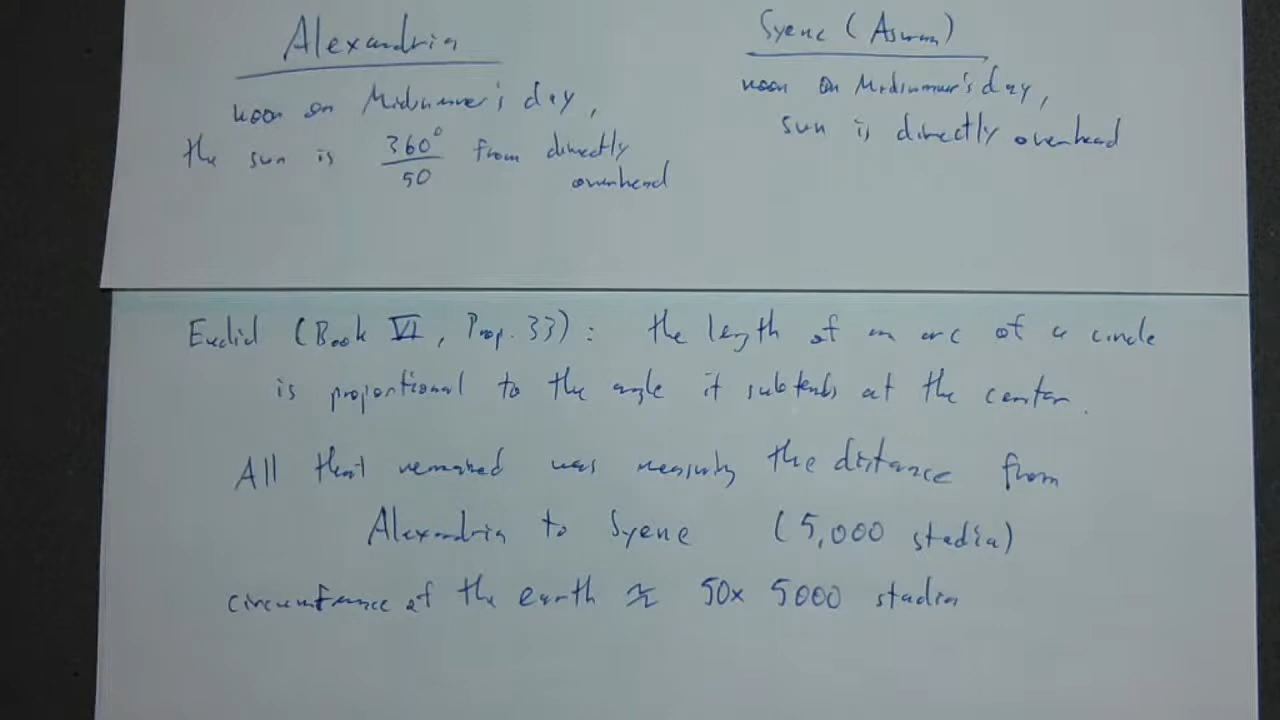 Alexandria
noon on Midsummer's day,
the sun is 360° / 50 from directly
overhead
Syene (Aswan)
noon on Midsummer's day,
sun is directly overhead
Euclid (Book VI, Prop. 33): the length of an arc of a circle
is proportional to the angle it subtends at the center.
All that remained was measuring the distance from
Alexandria to Syene (5,000 stadia)
circumference of the earth ≈ 50x 5000 stadia